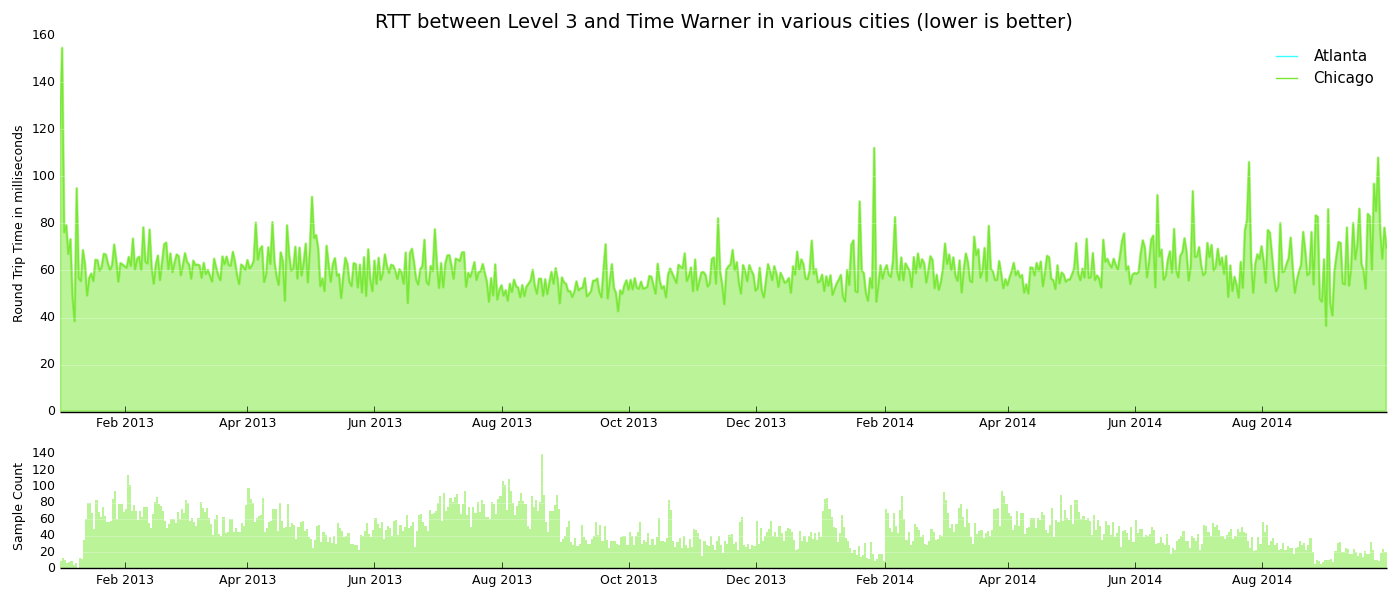 RTT between Level 3 and Time Warner in various cities (lower is better)
160
140
120
100
80
60
40
20
0
Round Trip Time in milliseconds
Atlanta
Chicago
Feb 2013 Apr 2013 Jun 2013 Aug 2013 Oct 2013 Dec 2013 Feb 2014 Apr 2014 Jun 2014 Aug 2014
140
120
100
80
60
40
20
0
Sample Count
Feb 2013 Apr 2013 Jun 2013 Aug 2013 Oct 2013 Dec 2013 Feb 2014 Apr 2014 Jun 2014 Aug 2014